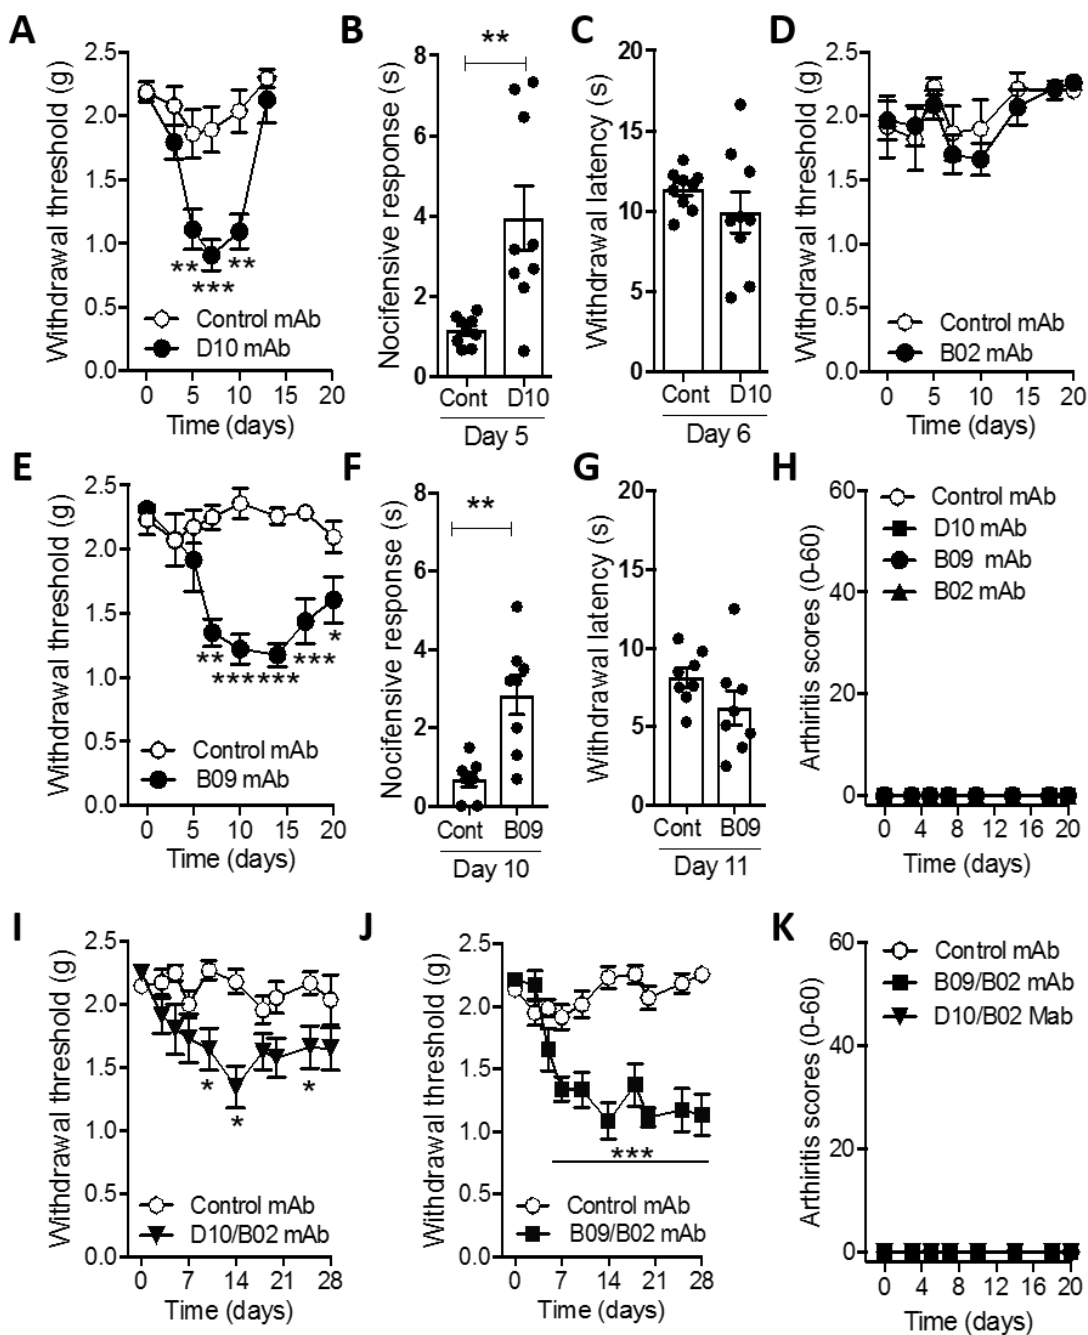 A
Withdrawal threshold (g)
2.5
2.0
1.5
1.0
0.5
0.0
**
***
**
Control mAb
D10 mAb
0 5 10 15 20
Time (days)
B
Nocifensive response (s)
8
6
4
2
0
**
Cont D10
Day 5
C
Withdrawal latency (s)
20
15
10
5
0
Cont D10
Day 6
D
Withdrawal threshold (g)
2.5
2.0
1.5
1.0
0.5
0.0
Control mAb
B02 mAb
0 5 10 15 20
Time (days)
E
Withdrawal threshold (g)
2.5
2.0
1.5
1.0
0.5
0.0
**
***
***
***
*
Control mAb
B09 mAb
0 5 10 15 20
Time (days)
F
Nocifensive response (s)
8
6
4
2
0
**
Cont B09
Day 10
G
Withdrawal latency (s)
20
15
10
5
0
Cont B09
Day 11
H
Arthiritis scores (0-60)
60
40
20
0
Control mAb
D10 mAb
B09 mAb
B02 mAb
0 4 8 12 16 20
Time (days)
I
Withdrawal threshold (g)
2.5
2.0
1.5
1.0
0.5
0.0
*
*
*
Control mAb
D10/B02 mAb
0 7 14 21 28
Time (days)
J
Withdrawal threshold (g)
2.5
2.0
1.5
1.0
0.5
0.0
***
Control mAb
B09/B02 mAb
0 7 14 21 28
Time (days)
K
Arthiritis scores (0-60)
60
40
20
0
Control mAb
B09/B02 mAb
D10/B02 Mab
0 4 8 12 16 20
Time (days)